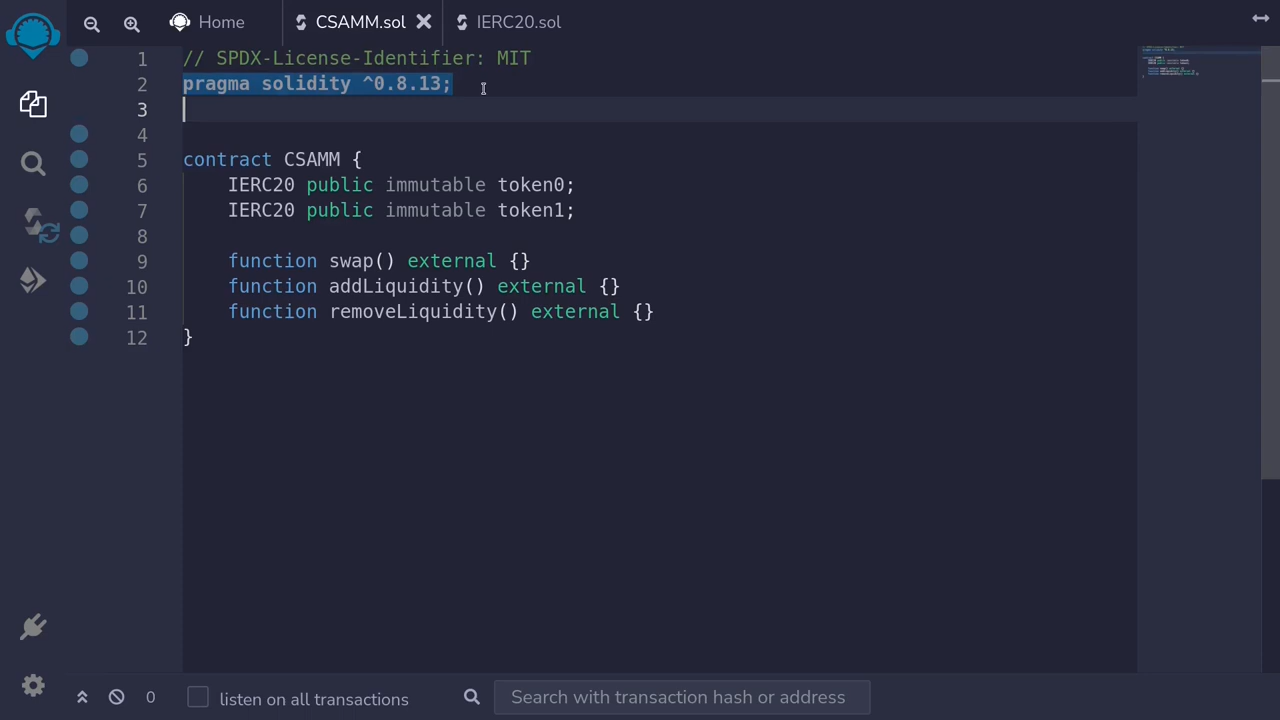 Home
CSAMM.sol
IERC20.sol
1 // SPDX-License-Identifier: MIT
2 pragma solidity ^0.8.13;
3
4
5 contract CSAMM {
6 IERC20 public immutable token0;
7 IERC20 public immutable token1;
8
9 function swap() external {}
10 function addLiquidity() external {}
11 function removeLiquidity() external {}
12 }
0
listen on all transactions
Search with transaction hash or address